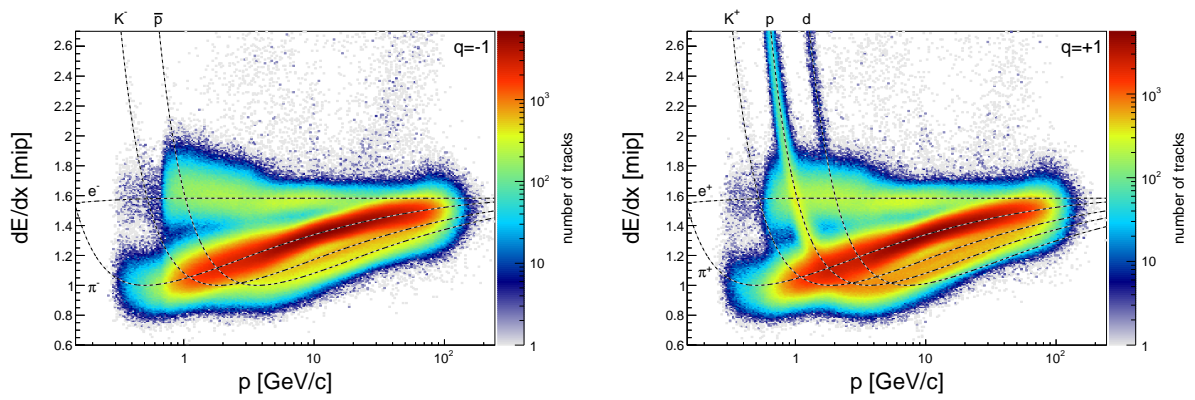 K⁻ p̅
q=-1
dE/dx [mip]
2.6
2.4
2.2
2
1.8
1.6
1.4
1.2
1
0.8
0.6
e⁻
π⁻
1 10 10²
p [GeV/c]
10³
10²
10
1
number of tracks
K⁺ p d
q=+1
dE/dx [mip]
2.6
2.4
2.2
2
1.8
1.6
1.4
1.2
1
0.8
0.6
e⁺
π⁺
1 10 10²
p [GeV/c]
10³
10²
10
1
number of tracks